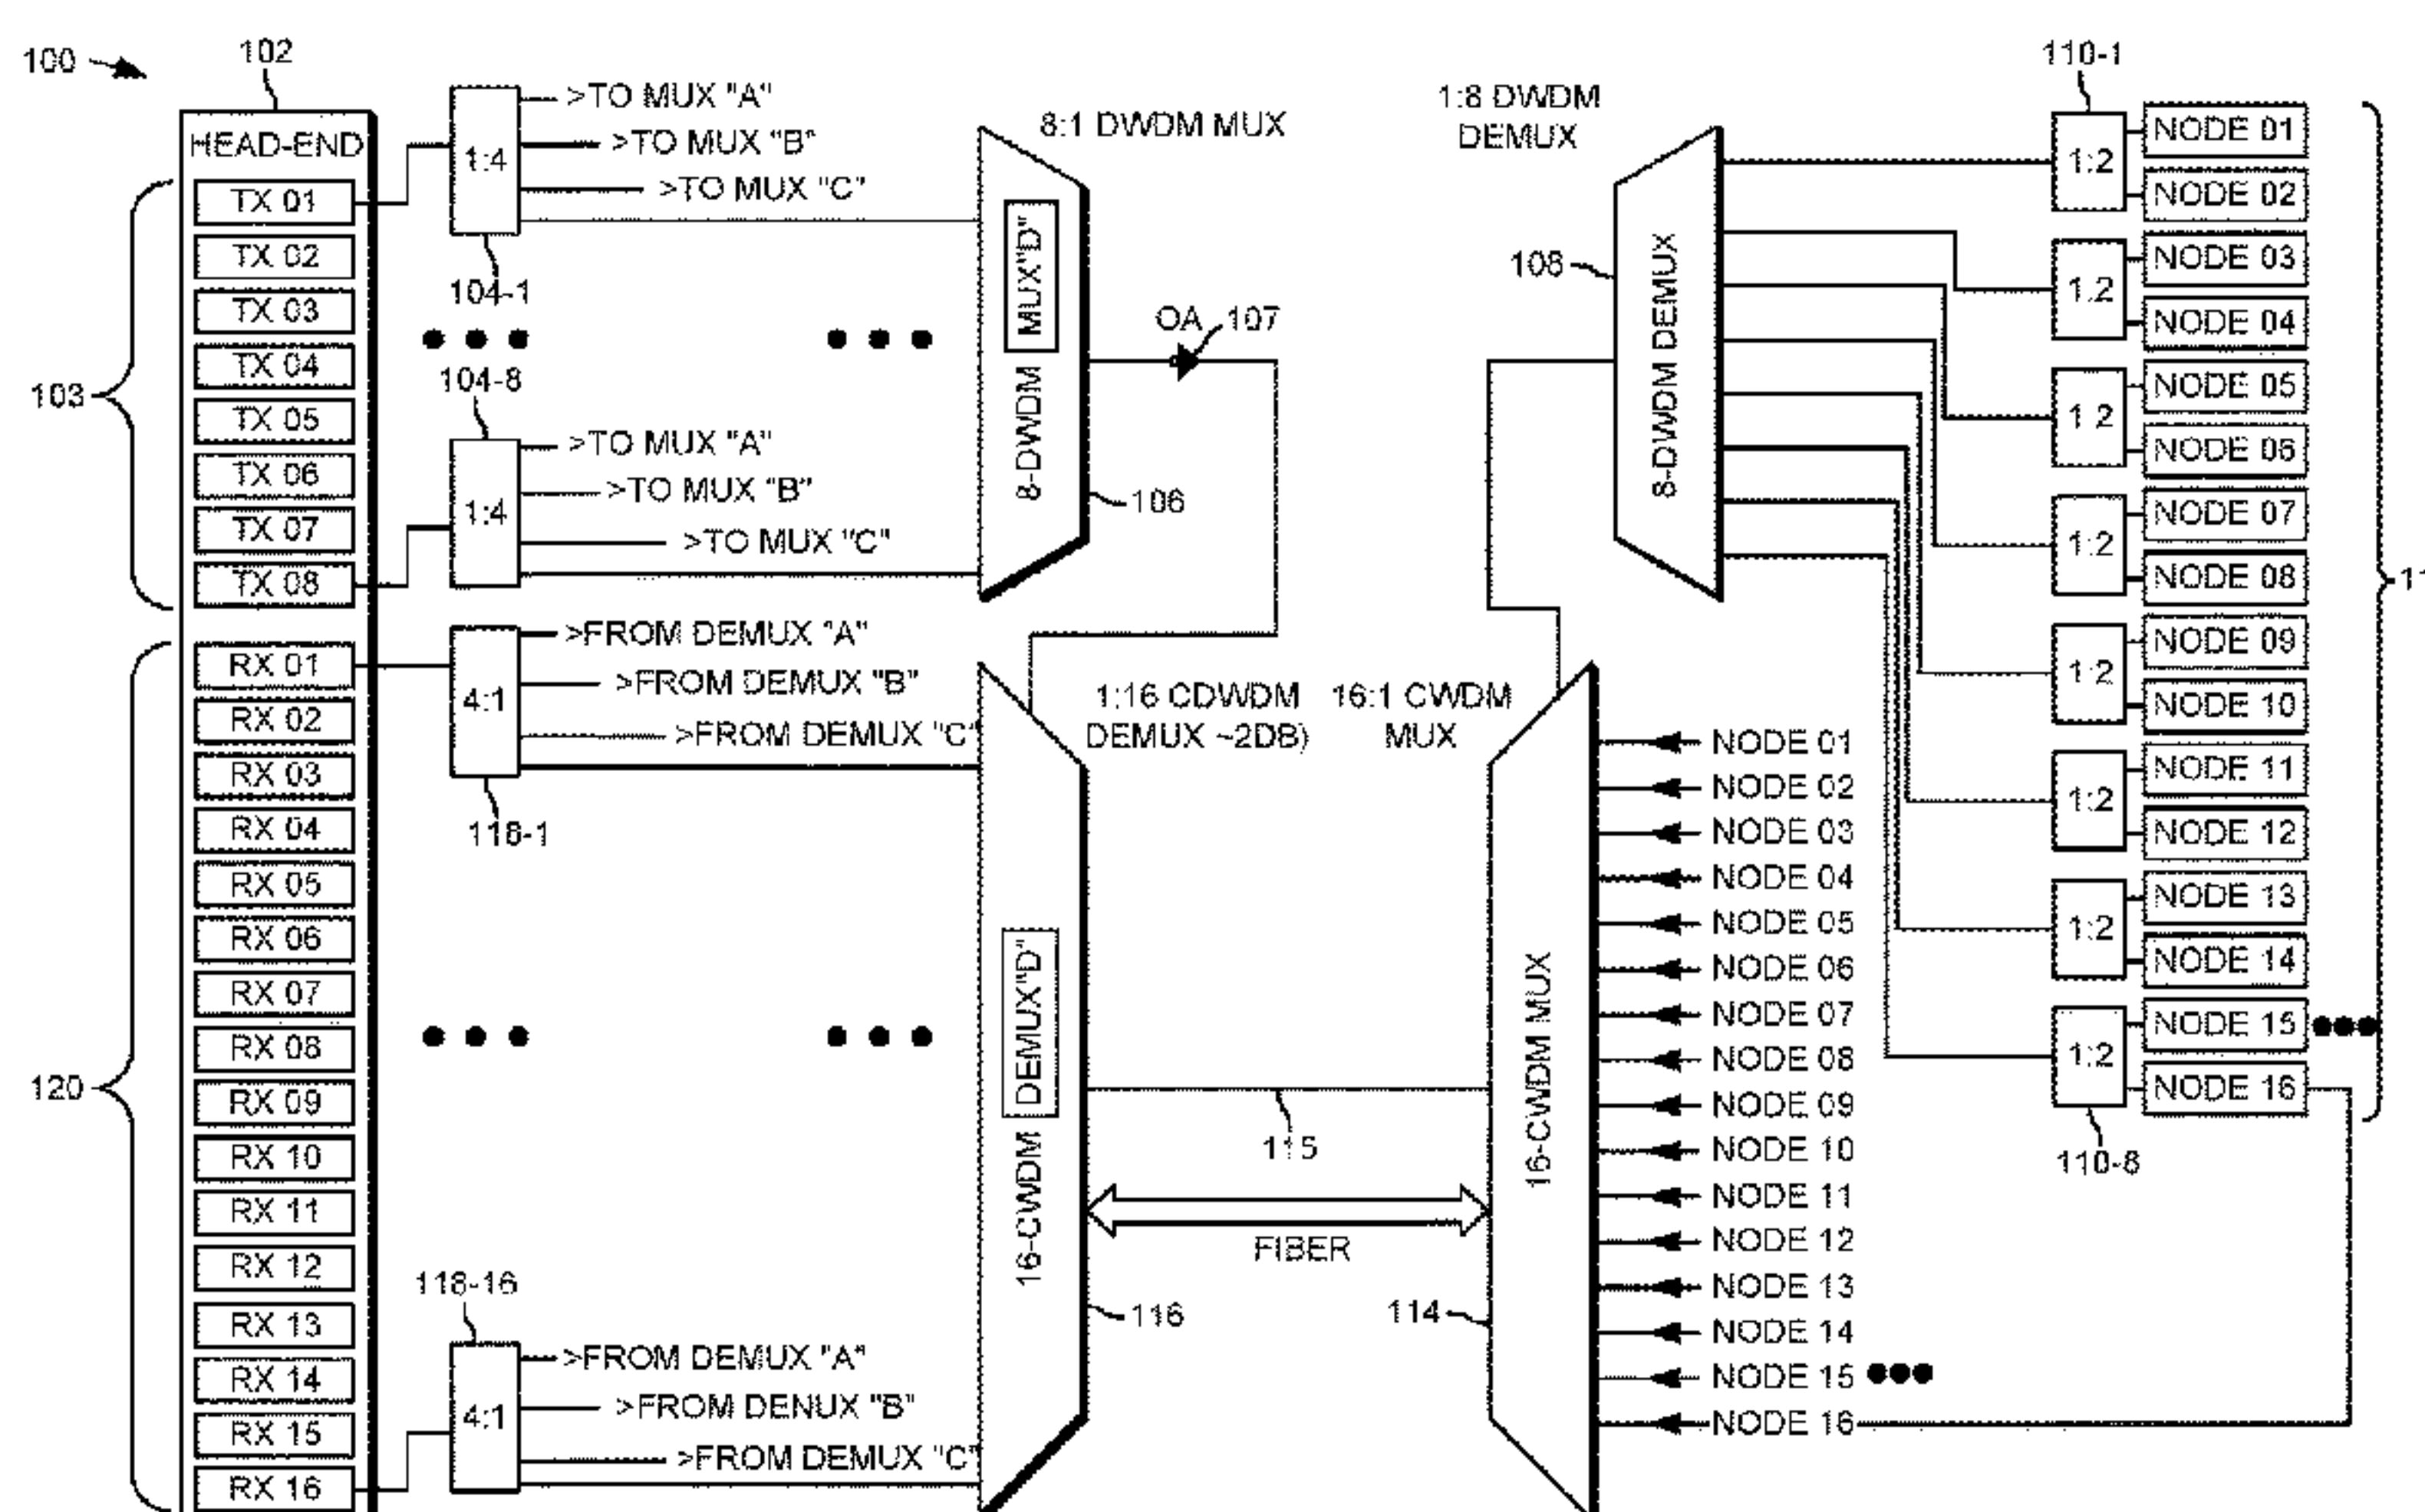 100
102
HEAD-END
103
TX 01
TX 02
TX 03
TX 04
TX 05
TX 06
TX 07
TX 08
120
RX 01
RX 02
RX 03
RX 04
RX 05
RX 06
RX 07
RX 08
RX 09
RX 10
RX 11
RX 12
RX 13
RX 14
RX 15
RX 16
1:4
>TO MUX "A"
>TO MUX "B"
>TO MUX "C"
104-1
104-8
1:4
>TO MUX "A"
>TO MUX "B"
>TO MUX "C"
4:1
>FROM DEMUX "A"
>FROM DEMUX "B"
>FROM DEMUX "C"
118-1
118-16
4:1
>FROM DEMUX "A"
>FROM DENUX "B"
>FROM DEMUX "C"
8:1 DWDM MUX
8-DWDM MUX"D"
106
OA
107
1:16 CDWDM
DEMUX ~2DB)
16-CWDM DEMUX"D"
116
115
FIBER
16:1 CWDM
MUX
16-CWDM MUX
114
NODE 01
NODE 02
NODE 03
NODE 04
NODE 05
NODE 06
NODE 07
NODE 08
NODE 09
NODE 10
NODE 11
NODE 12
NODE 13
NODE 14
NODE 15
NODE 16
1:8 DWDM
DEMUX
108
8-DWDM DEMUX
110-1
1:2
NODE 01
NODE 02
1:2
NODE 03
NODE 04
1:2
NODE 05
NODE 06
1:2
NODE 07
NODE 08
1:2
NODE 09
NODE 10
1:2
NODE 11
NODE 12
1:2
NODE 13
NODE 14
1:2
NODE 15
NODE 16
110-8